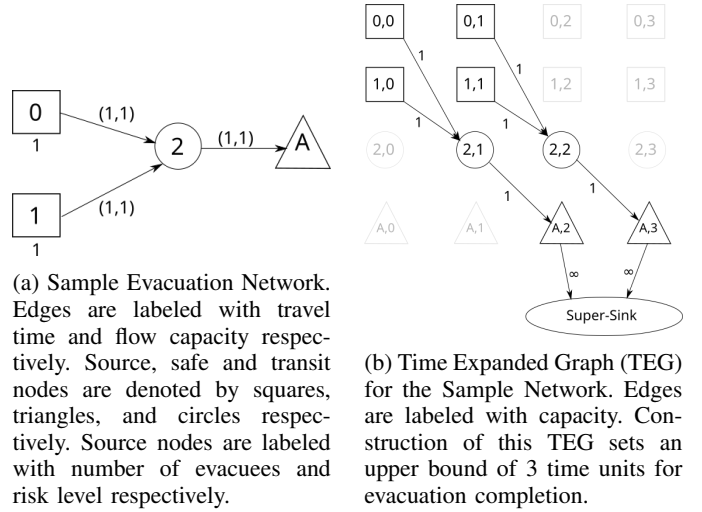 0
1
(1,1)
2
(1,1)
A
1
1
(1,1)
(a) Sample Evacuation Network.
Edges are labeled with travel
time and flow capacity respec-
tively. Source, safe and transit
nodes are denoted by squares,
triangles, and circles respec-
tively. Source nodes are labeled
with number of evacuees and
risk level respectively.
0,0
0,1
0,2
0,3
1
1
1,0
1,1
1,2
1,3
1
1
2,0
2,1
2,2
2,3
1
1
A,0
A,1
A,2
A,3
∞
∞
Super-Sink
(b) Time Expanded Graph (TEG)
for the Sample Network. Edges
are labeled with capacity. Con-
struction of this TEG sets an
upper bound of 3 time units for
evacuation completion.